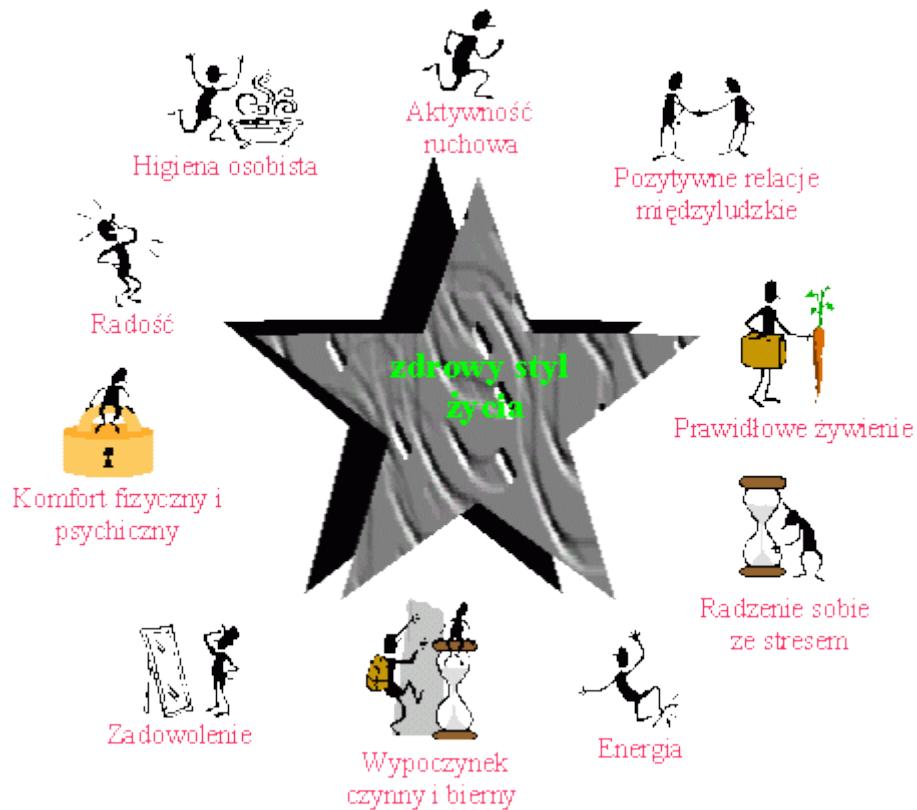 Aktywność
ruchowa
Higiena osobista
Pozytywne relacje
międzyludzkie
Radość
zdrowy styl
życia
Prawidłowe żywienie
Komfort fizyczny i
psychiczny
Radzenie sobie
ze stresem
Zadowolenie
Wypoczynek
czynny i bierny
Energia